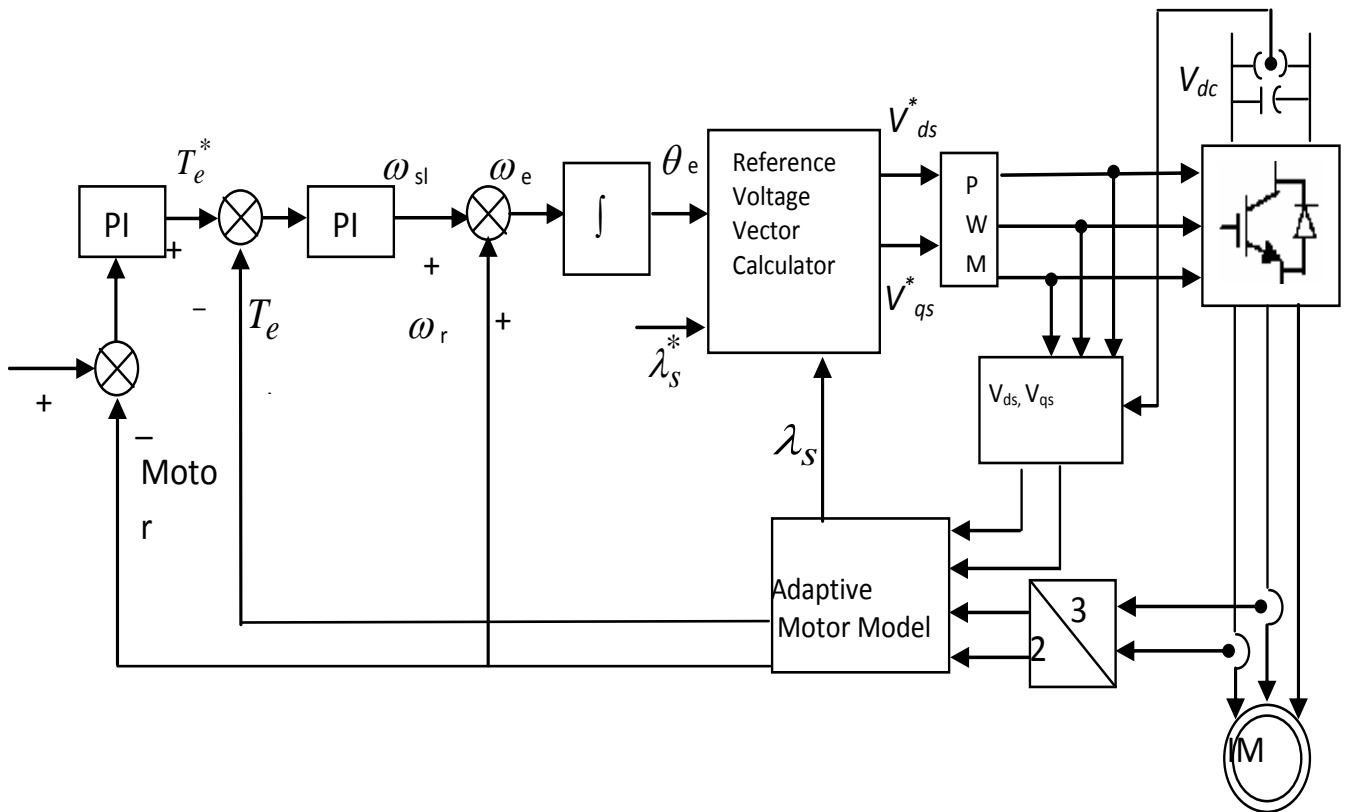 V_dc
V*_ds
T_e^*
ω_sl
ω_e
θ_e
Reference
Voltage
Vector
Calculator
P
W
M
PI
PI
∫
+
+
−
T_e
ω_r
+
λ_s^*
V*_qs
+
−
Moto
r
λ_s
V_ds, V_qs
Adaptive
Motor Model
3
2
IM